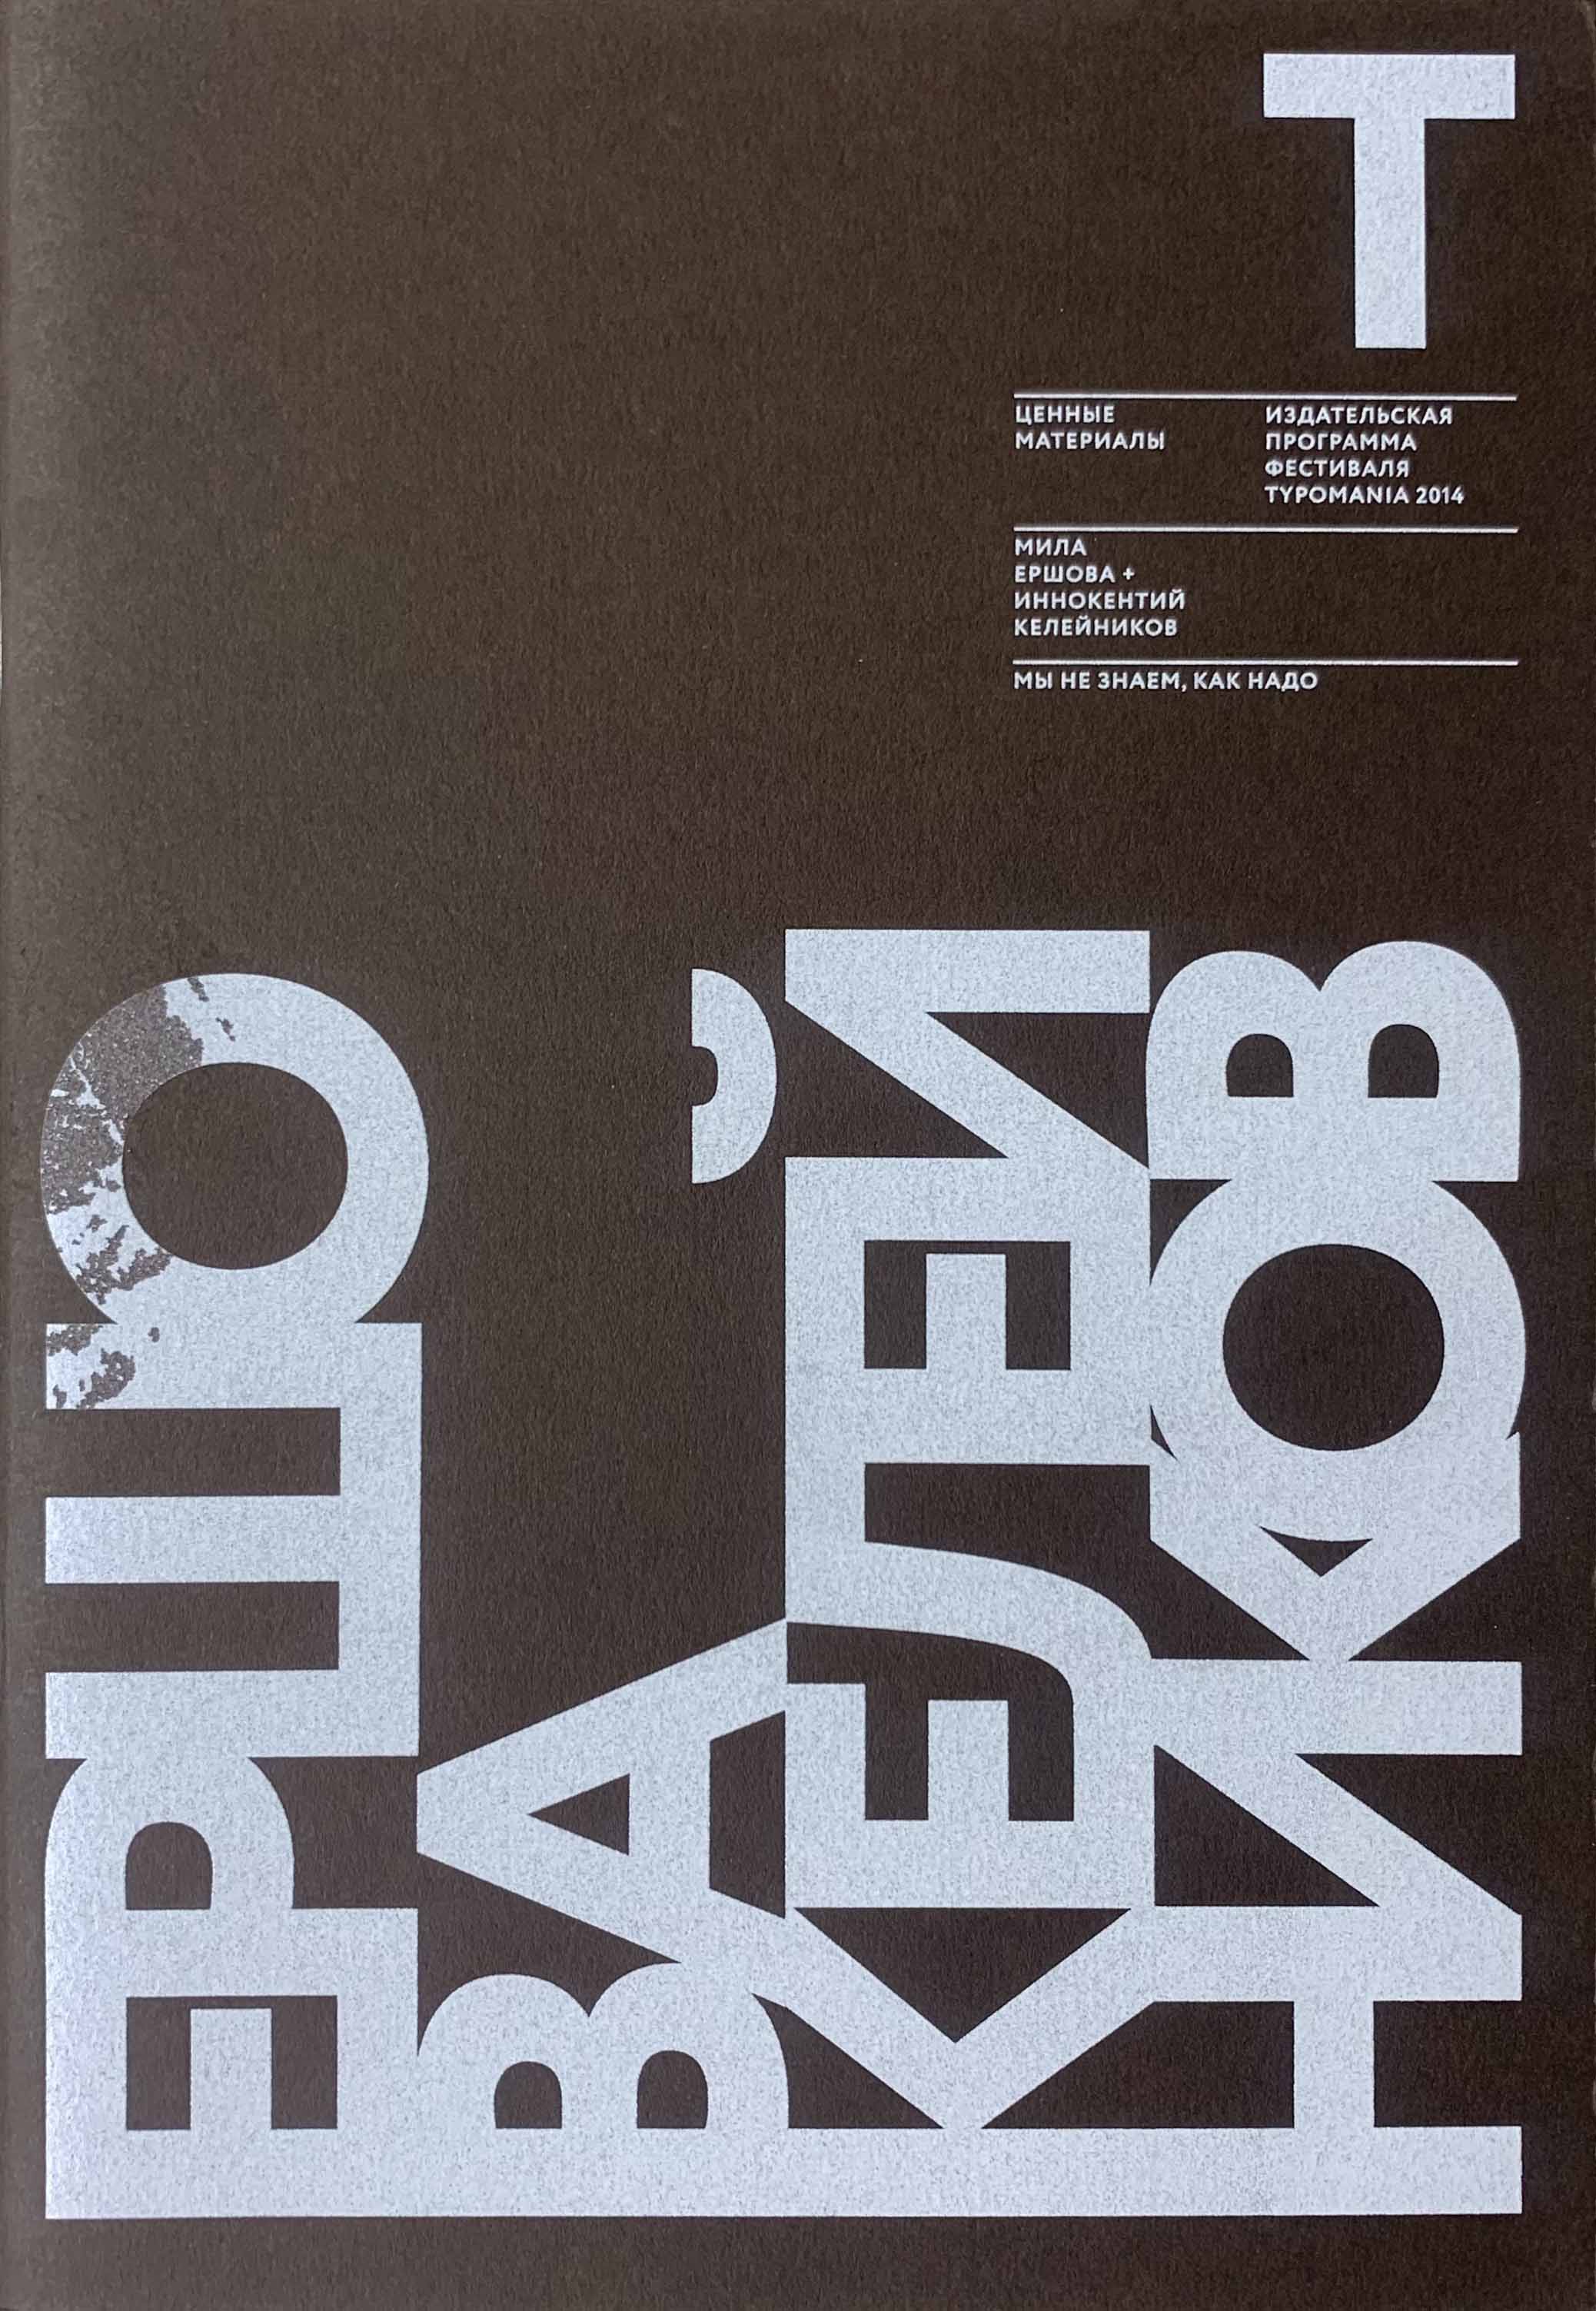 Т
ЦЕННЫЕ
МАТЕРИАЛЫ
ИЗДАТЕЛЬСКАЯ
ПРОГРАММА
ФЕСТИВАЛЯ
TYPOMANIA 2014
МИЛА
ЕРШОВА +
ИННОКЕНТИЙ
КЕЛЕЙНИКОВ
МЫ НЕ ЗНАЕМ, КАК НАДО
ЕРШО
ВА
КЕЛЕЙ
НИКОВ